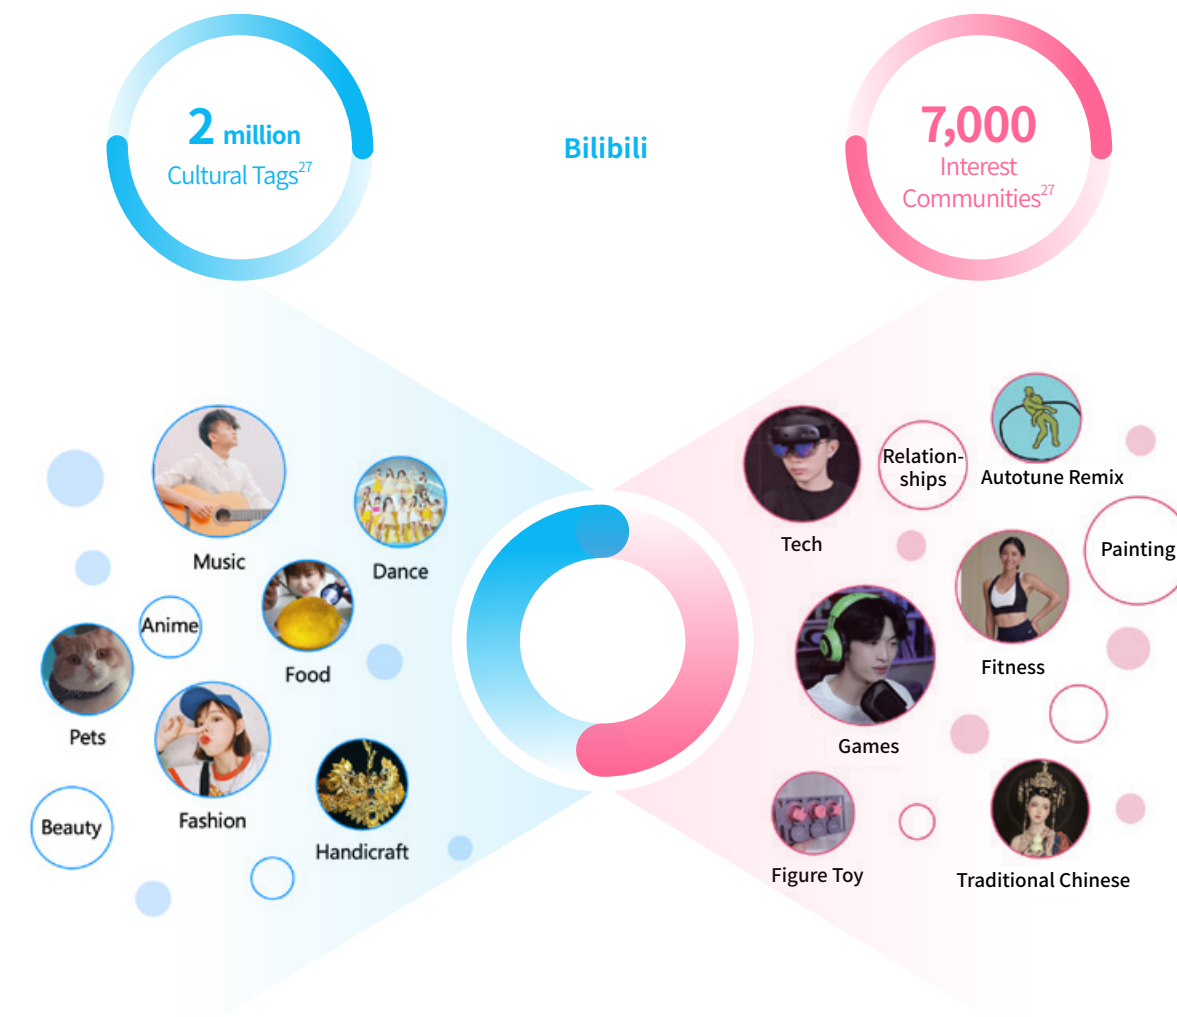 2 million
Cultural Tags27
Bilibili
7,000
Interest
Communities27
Music
Dance
Anime
Food
Pets
Fashion
Beauty
Handicraft
Tech
Relation-
ships
Autotune Remix
Painting
Fitness
Games
Figure Toy
Traditional Chinese